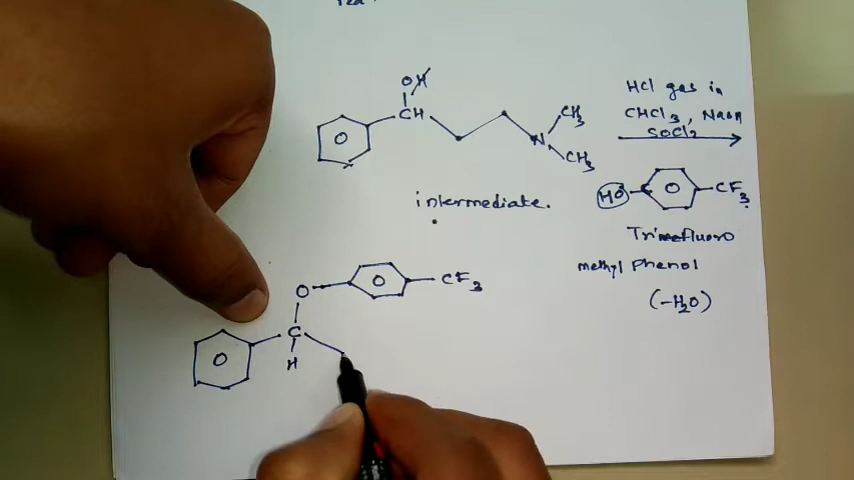 OH
CH
N
CH3
CH3
HCl gas in
CHCl3, NaOH
SOCl2
HO
CF3
intermediate.
Trifluoro
methyl Phenol
(-H2O)
O
CF3
C
H